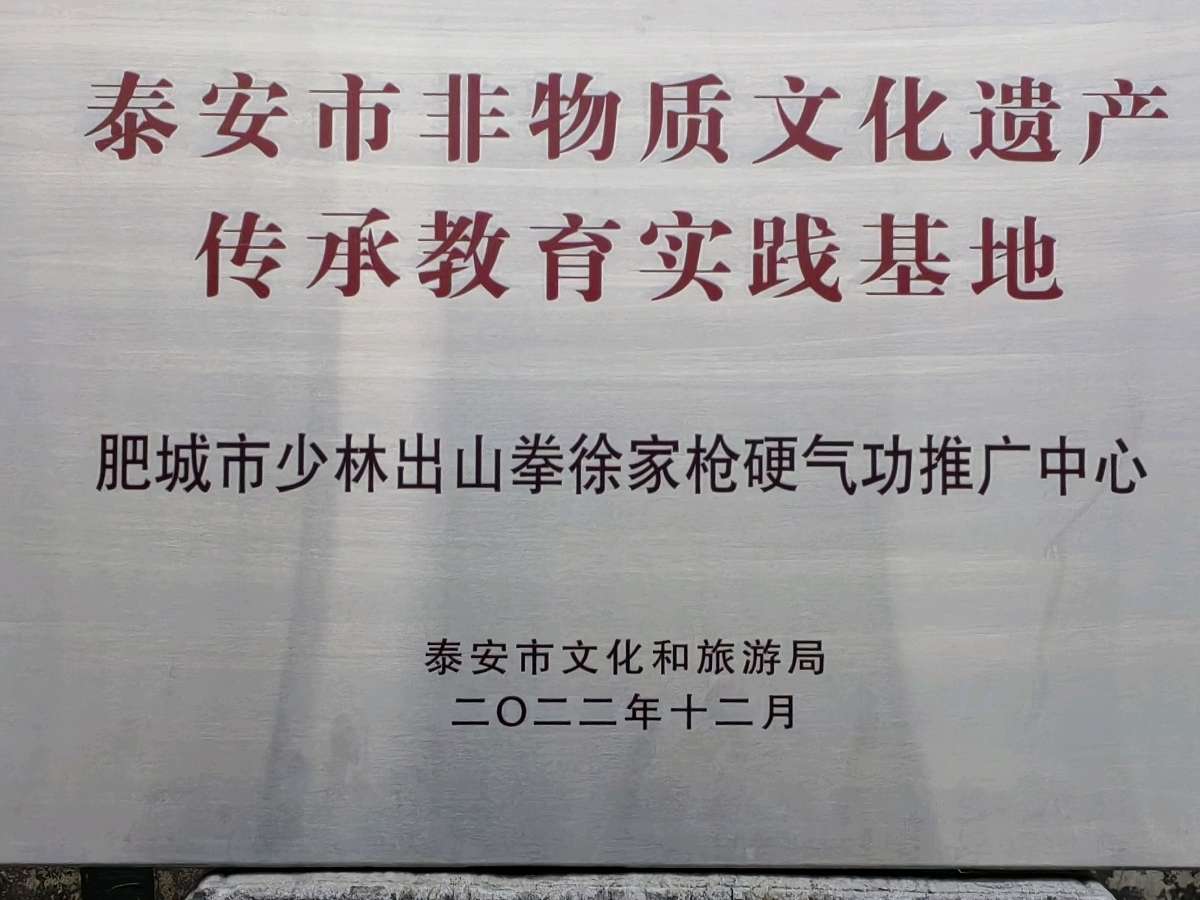 泰安市非物质文化遗产
传承教育实践基地
肥城市少林出山拳徐家枪硬气功推广中心
泰安市文化和旅游局
二〇二二年十二月